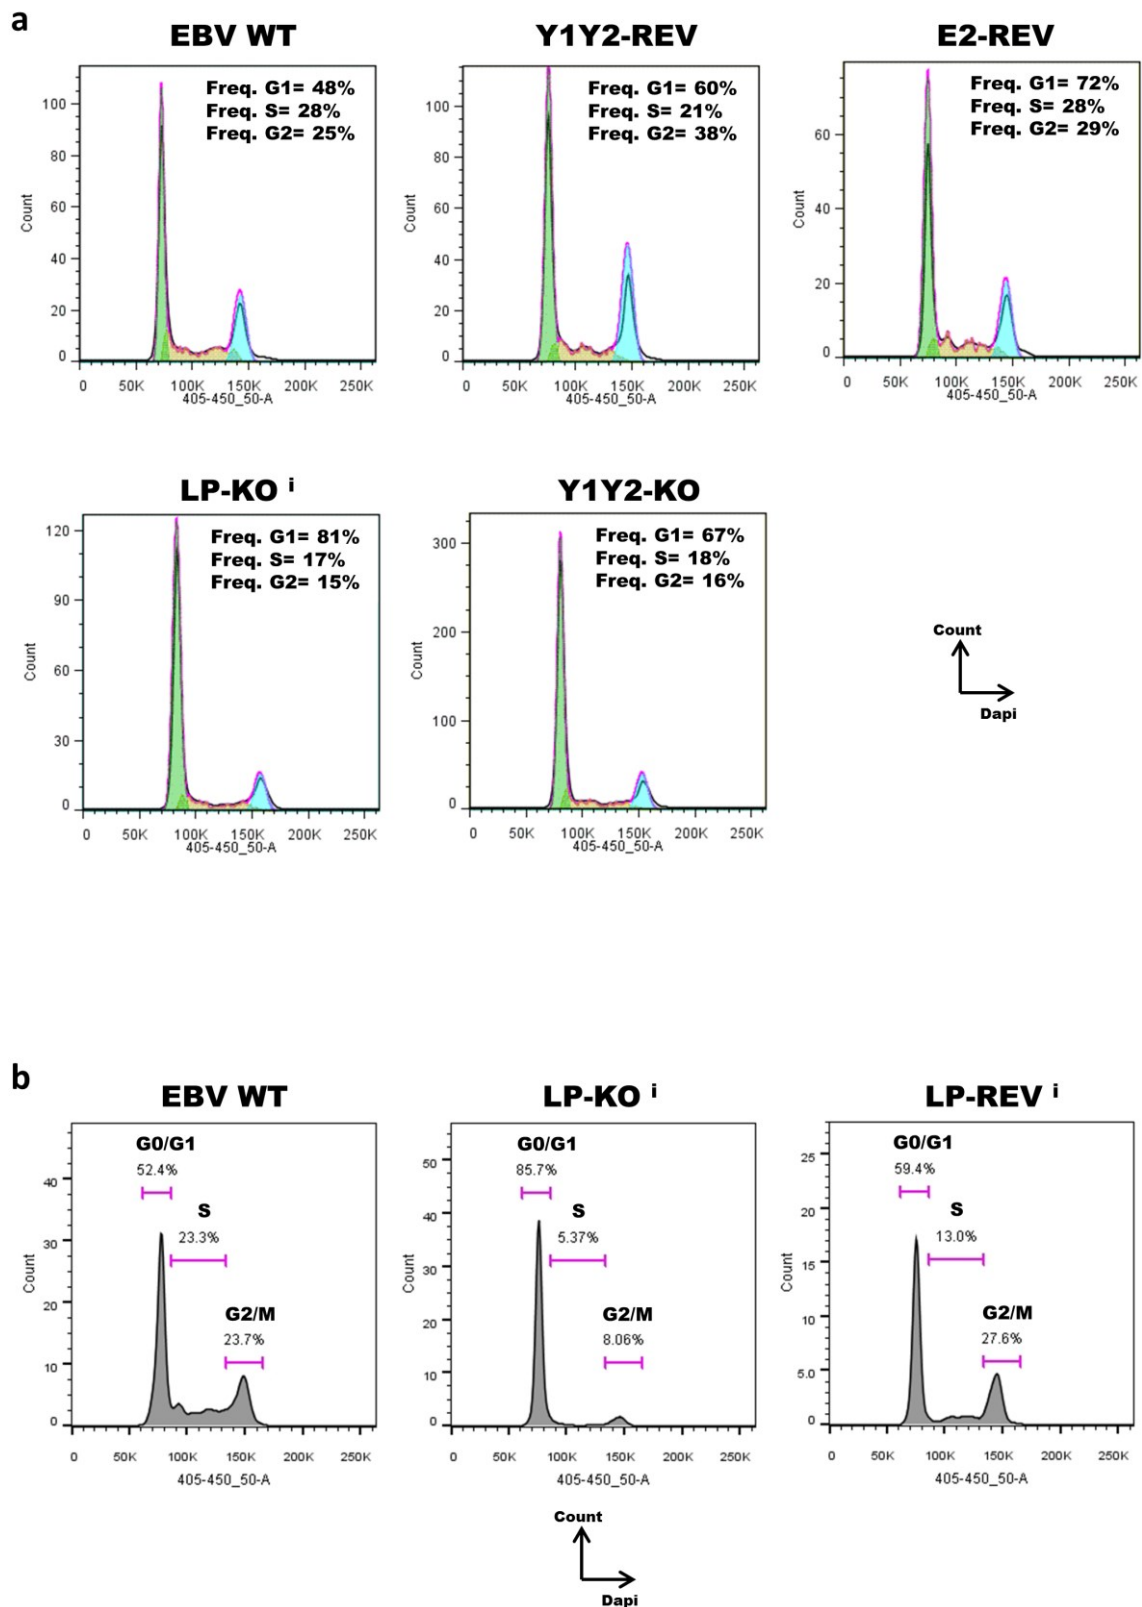 a
EBV WT
Y1Y2-REV
E2-REV
Freq. G1= 48%
Freq. S= 28%
Freq. G2= 25%
Freq. G1= 60%
Freq. S= 21%
Freq. G2= 38%
Freq. G1= 72%
Freq. S= 28%
Freq. G2= 29%
Count
100
80
60
40
20
0
0 50K 100K 150K 200K 250K
405-450_50-A
Count
100
80
60
40
20
0
0 50K 100K 150K 200K 250K
405-450_50-A
Count
60
40
20
0
0 50K 100K 150K 200K 250K
405-450_50-A
LP-KO i
Y1Y2-KO
Freq. G1= 81%
Freq. S= 17%
Freq. G2= 15%
Freq. G1= 67%
Freq. S= 18%
Freq. G2= 16%
Count
120
90
60
30
0
0 50K 100K 150K 200K 250K
405-450_50-A
Count
300
200
100
0
0 50K 100K 150K 200K 250K
405-450_50-A
Count
Dapi
b
EBV WT
LP-KO i
LP-REV i
G0/G1
52.4%
S
23.3%
G2/M
23.7%
Count
40
30
20
10
0
0 50K 100K 150K 200K 250K
405-450_50-A
G0/G1
85.7%
S
5.37%
G2/M
8.06%
Count
50
40
30
20
10
0
0 50K 100K 150K 200K 250K
405-450_50-A
G0/G1
59.4%
S
13.0%
G2/M
27.6%
Count
25
20
15
10
5.0
0
0 50K 100K 150K 200K 250K
405-450_50-A
Count
Dapi